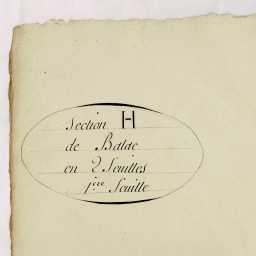 Section H
de Balac
en 2 Feuilles
1ère Feuille